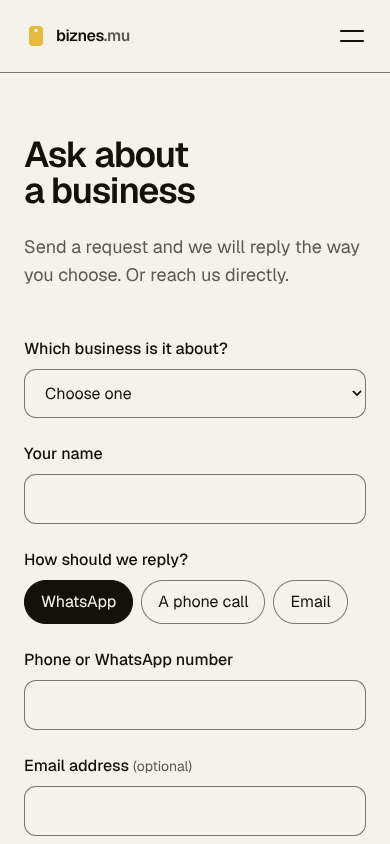 biznes.mu
Ask about
a business
Send a request and we will reply the way
you choose. Or reach us directly.
Which business is it about?
Choose one
Your name
How should we reply?
WhatsApp A phone call Email
Phone or WhatsApp number
Email address (optional)